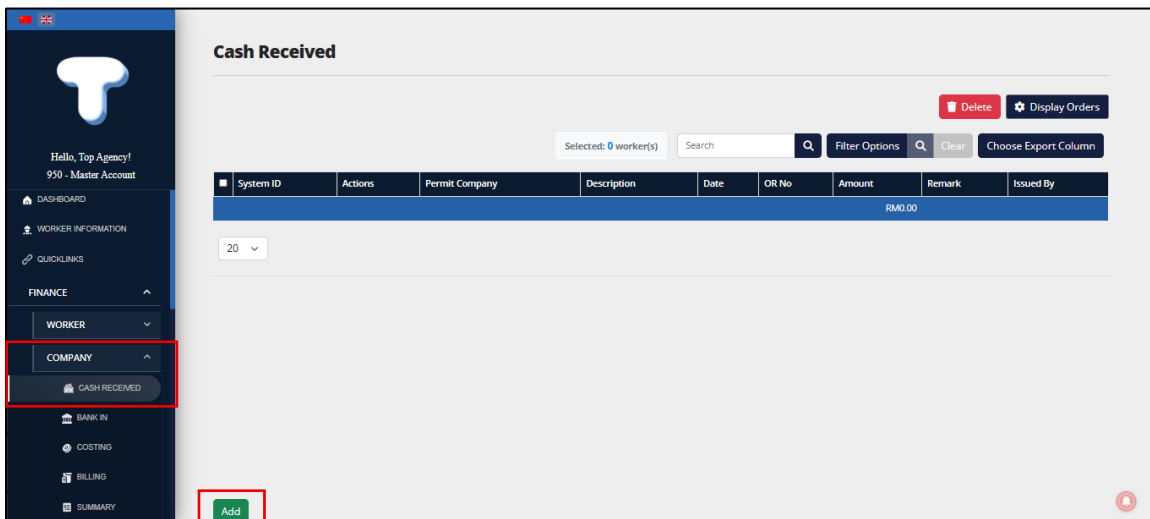 Cash Received
Delete
Display Orders
Hello, Top Agency!
950 - Master Account
Selected: 0 worker(s)
Search
Filter Options
Clear
Choose Export Column
System ID Actions Permit Company Description Date OR No Amount Remark Issued By
RM0.00
20
DASHBOARD
WORKER INFORMATION
QUICKLINKS
FINANCE
WORKER
COMPANY
CASH RECEIVED
BANK IN
COSTING
BILLING
SUMMARY
Add